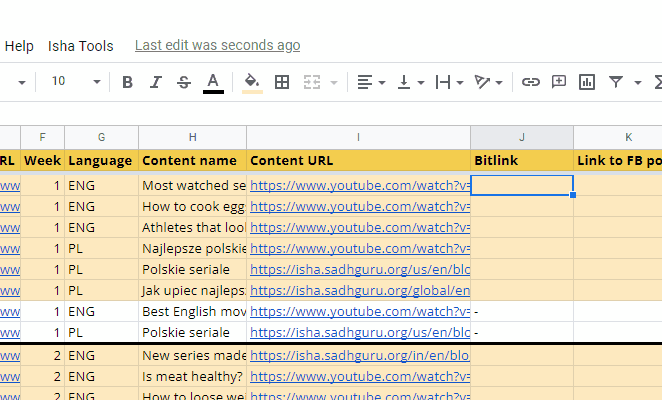 Help Isha Tools Last edit was seconds ago
10 B I S A
F G H I J K
RL Week Language Content name Content URL Bitlink Link to FB po
ww 1 ENG Most watched se https://www.youtube.com/watch?v=
ww 1 ENG How to cook egg https://www.youtube.com/watch?v=
ww 1 ENG Athletes that loo https://www.youtube.com/watch?v=
ww 1 PL Najlepsze polskie https://www.youtube.com/watch?v=
ww 1 PL Polskie seriale https://isha.sadhguru.org/us/en/blo
ww 1 PL Jak upiec najleps https://isha.sadhguru.org/global/en
ww 1 ENG Best English mov https://www.youtube.com/watch?v= -
ww 1 PL Polskie seriale https://isha.sadhguru.org/us/en/blo -
ww 2 ENG New series made https://isha.sadhguru.org/in/en/blo
ww 2 ENG Is meat healthy? https://www.youtube.com/watch?v=
ww 2 ENG How to loose we https://www.youtube.com/watch?v=